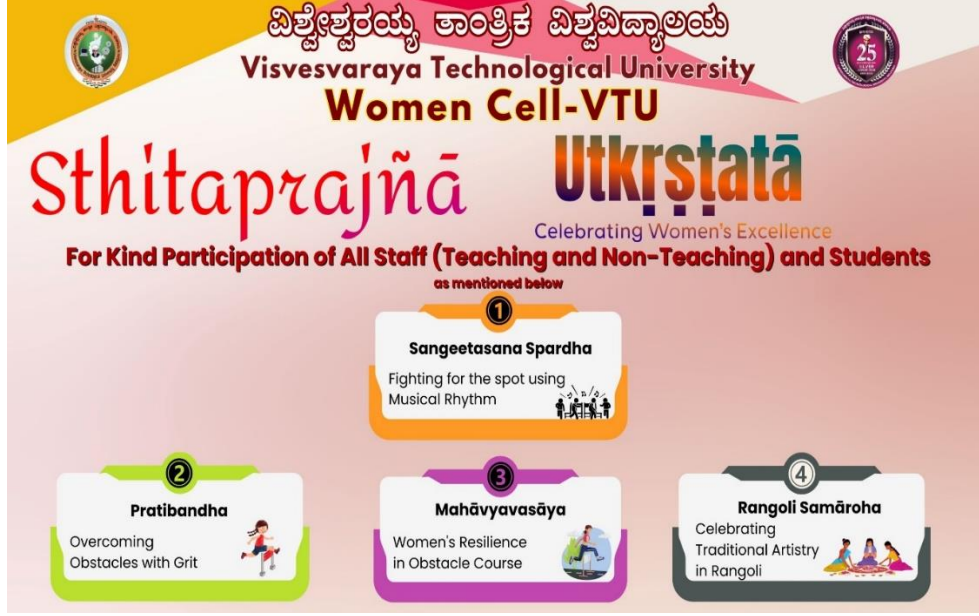 ವಿಶ್ವೇಶ್ವರಯ್ಯ ತಾಂತ್ರಿಕ ವಿಶ್ವವಿದ್ಯಾಲಯ
Visvesvaraya Technological University
Women Cell-VTU
Sthitaprajñā
Utkṛṣṭatā
Celebrating Women's Excellence
For Kind Participation of All Staff (Teaching and Non-Teaching) and Students
as mentioned below
1
Sangeetasana Spardha
Fighting for the spot using
Musical Rhythm
2
Pratibandha
Overcoming
Obstacles with Grit
3
Mahāvyavasāya
Women's Resilience
in Obstacle Course
4
Rangoli Samāroha
Celebrating
Traditional Artistry
in Rangoli
25